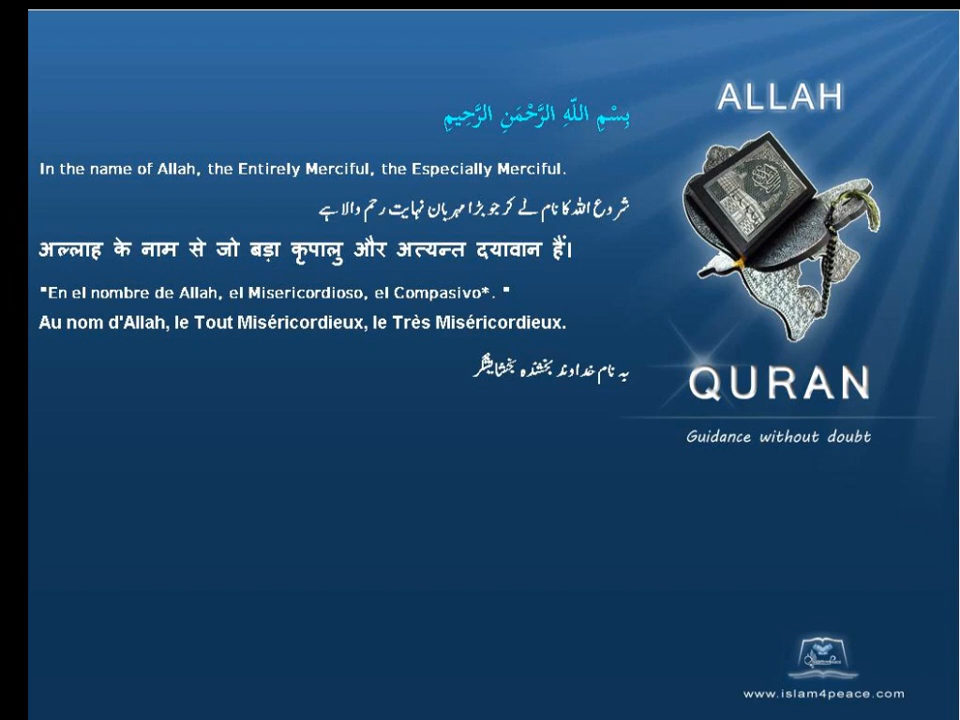 بِسْمِ اللّهِ الرَّحْمَنِ الرَّحِيمِ
In the name of Allah, the Entirely Merciful, the Especially Merciful.
شروع الله کا نام لے کر جو بڑا مہربان نہایت رحم والا ہے
अल्लाह के नाम से जो बड़ा कृपालु और अत्यन्त दयावान हैं।
"En el nombre de Allah, el Misericordioso, el Compasivo*. "
Au nom d'Allah, le Tout Miséricordieux, le Très Miséricordieux.
به نام خداوند بخشنده بخشایشگر
ALLAH
QURAN
Guidance without doubt
www.islam4peace.com